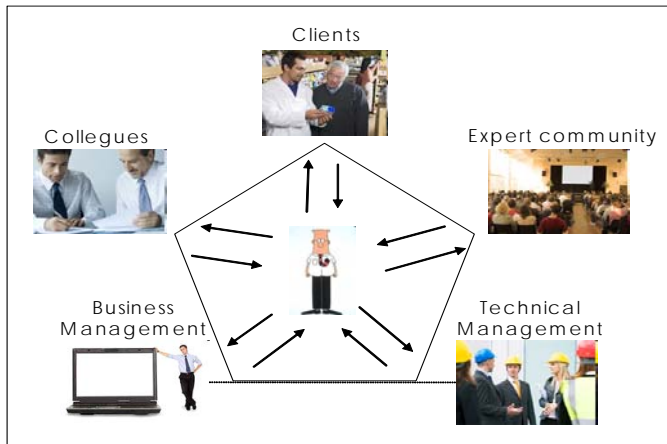 Clients
Collegues
Expert community
Business
Management
Technical
Management